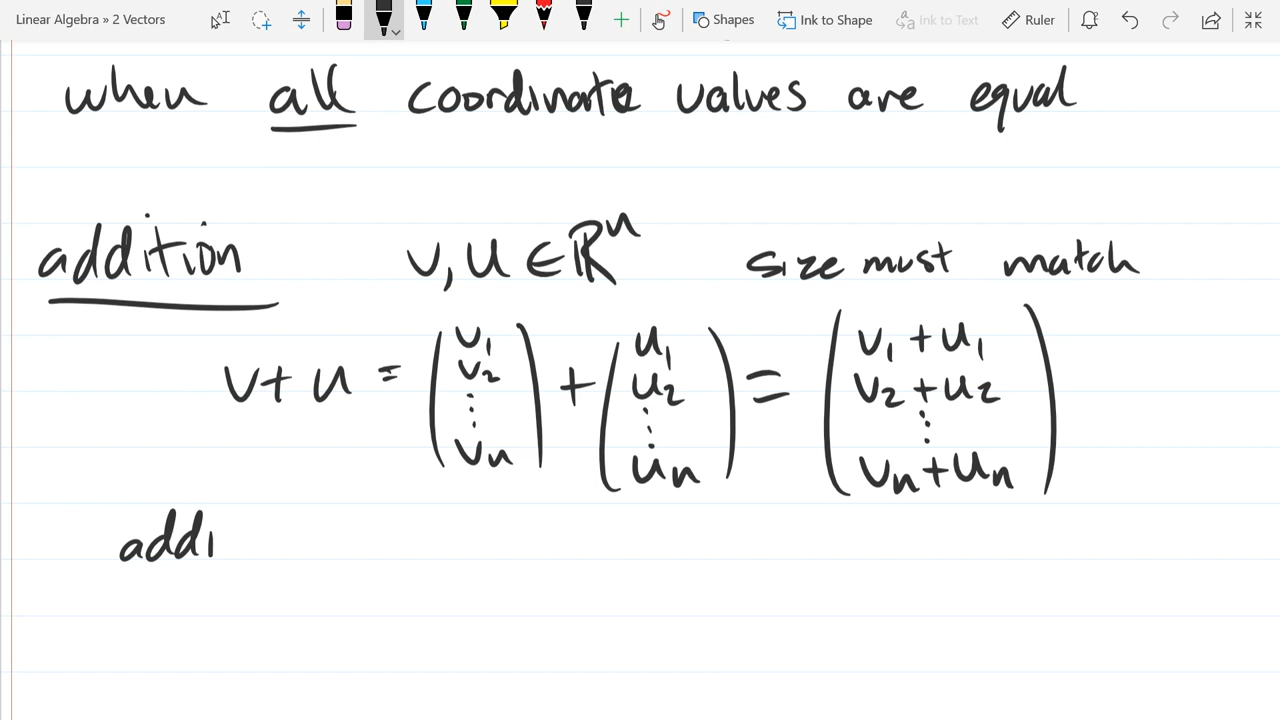 Linear Algebra » 2 Vectors Shapes Ink to Shape Ink to Text Ruler
when all coordinate values are equal
addition v, u ∈ ℝⁿ size must match
v + u = (v₁ v₂ ⋮ vₙ) + (u₁ u₂ ⋮ uₙ) = (v₁ + u₁ v₂ + u₂ ⋮ vₙ + uₙ)
addi